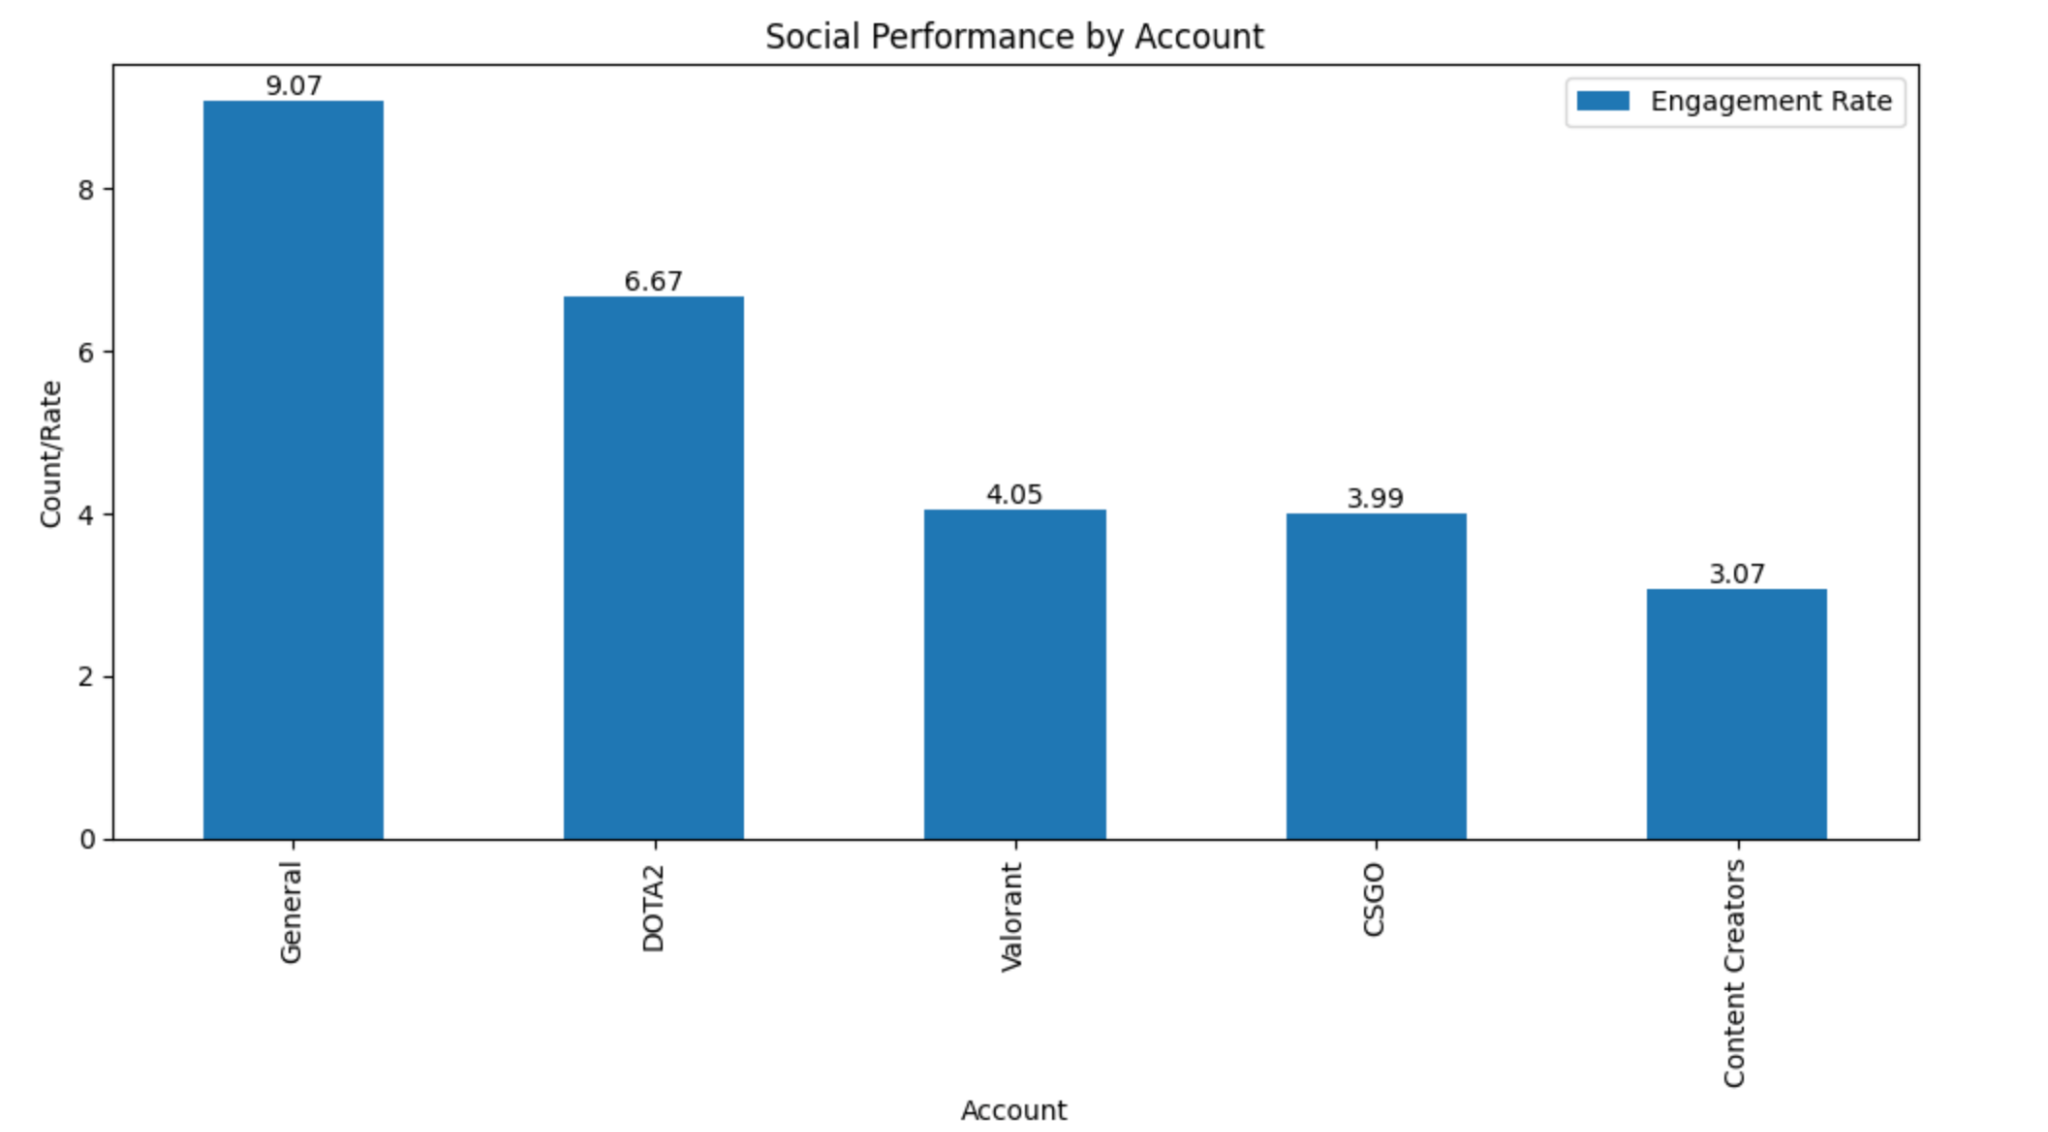 Social Performance by Account
Engagement Rate
9.07
6.67
4.05
3.99
3.07
Count/Rate
8
6
4
2
0
General
DOTA2
Valorant
CSGO
Content Creators
Account